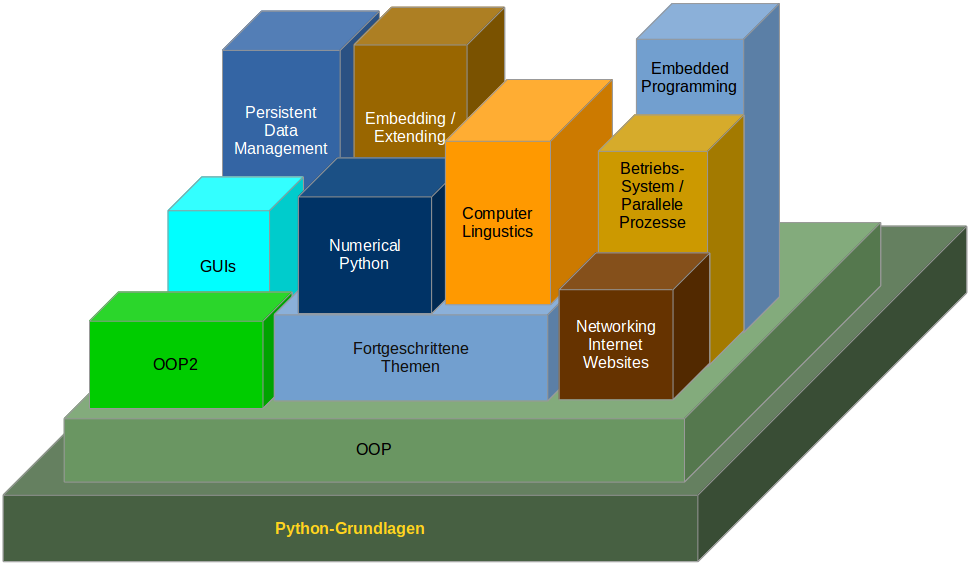 Persistent
Data
Management
Embedding /
Extending
Embedded
Programming
Betriebs-
System /
Parallele
Prozesse
Computer
Lingustics
GUIs
Numerical
Python
Networking
Internet
Websites
OOP2
Fortgeschrittene
Themen
OOP
Python-Grundlagen